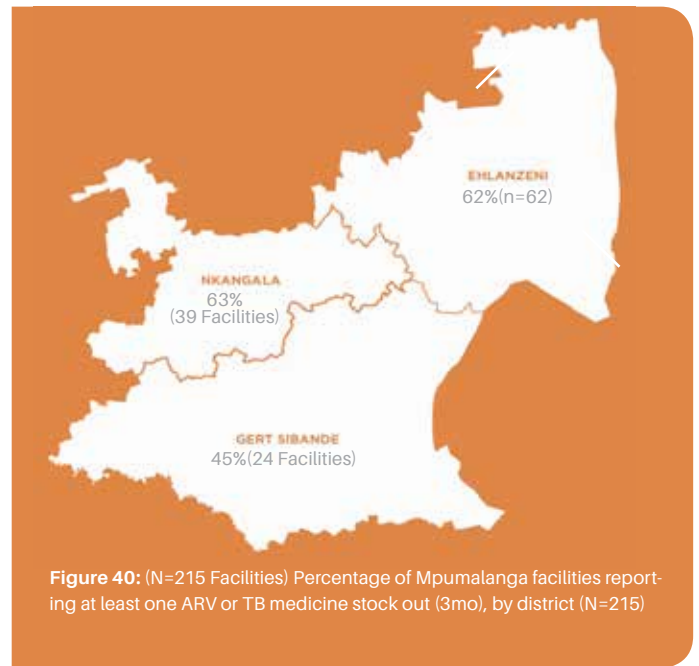 EHLANZENI
62%(n=62)
NKANGALA
63%
(39 Facilities)
GERT SIBANDE
45%(24 Facilities)
Figure 40: (N=215 Facilities) Percentage of Mpumalanga facilities report-
ing at least one ARV or TB medicine stock out (3mo), by district (N=215)